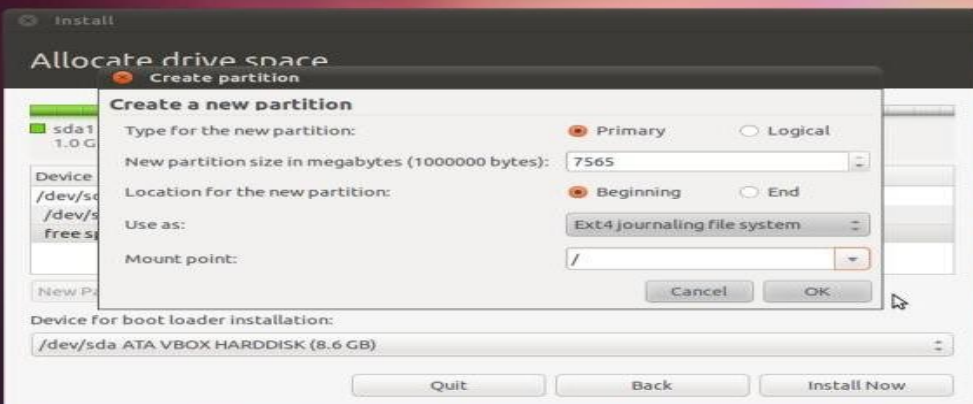 Install
Allocate drive space
Create partition
Create a new partition
sda1
1.0 G
Type for the new partition: Primary Logical
New partition size in megabytes (1000000 bytes): 7565
Device
Location for the new partition: Beginning End
/dev/sd
/dev/s
Use as: Ext4 journaling file system
free sp
Mount point: /
New Pa
Cancel OK
Device for boot loader installation:
/dev/sda ATA VBOX HARDDISK (8.6 GB)
Quit Back Install Now